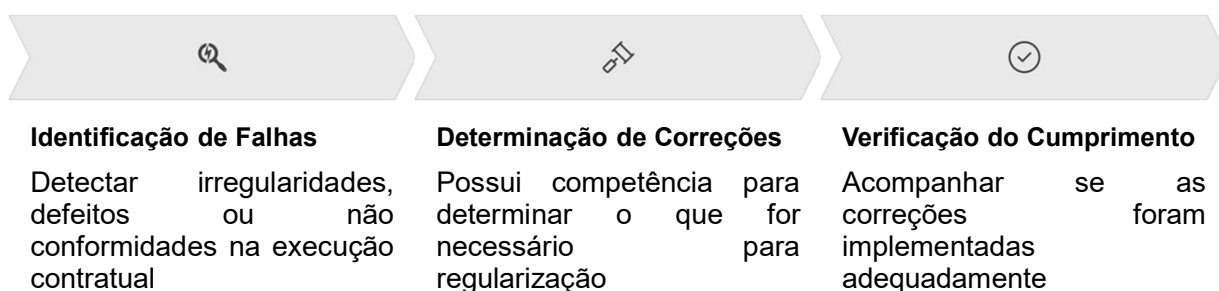 Identificação de Falhas
Detectar irregularidades,
defeitos ou não
conformidades na execução
contratual
Determinação de Correções
Possui competência para
determinar o que for
necessário para
regularização
Verificação do Cumprimento
Acompanhar se as
correções foram
implementadas
adequadamente